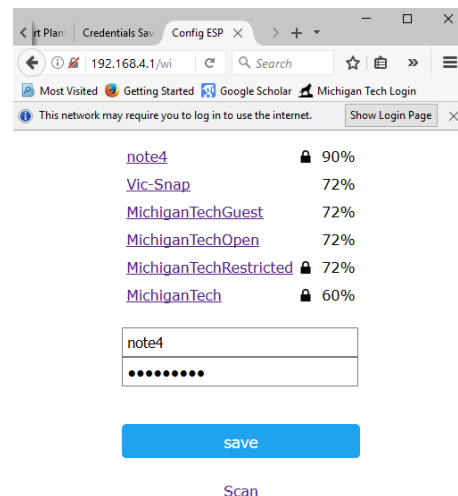 rt Plant Credentials Sav Config ESP
192.168.4.1/wi Search
Most Visited Getting Started Google Scholar Michigan Tech Login
This network may require you to log in to use the internet. Show Login Page
note4 90%
Vic-Snap 72%
MichiganTechGuest 72%
MichiganTechOpen 72%
MichiganTechRestricted 72%
MichiganTech 60%
note4
●●●●●●●●●
save
Scan